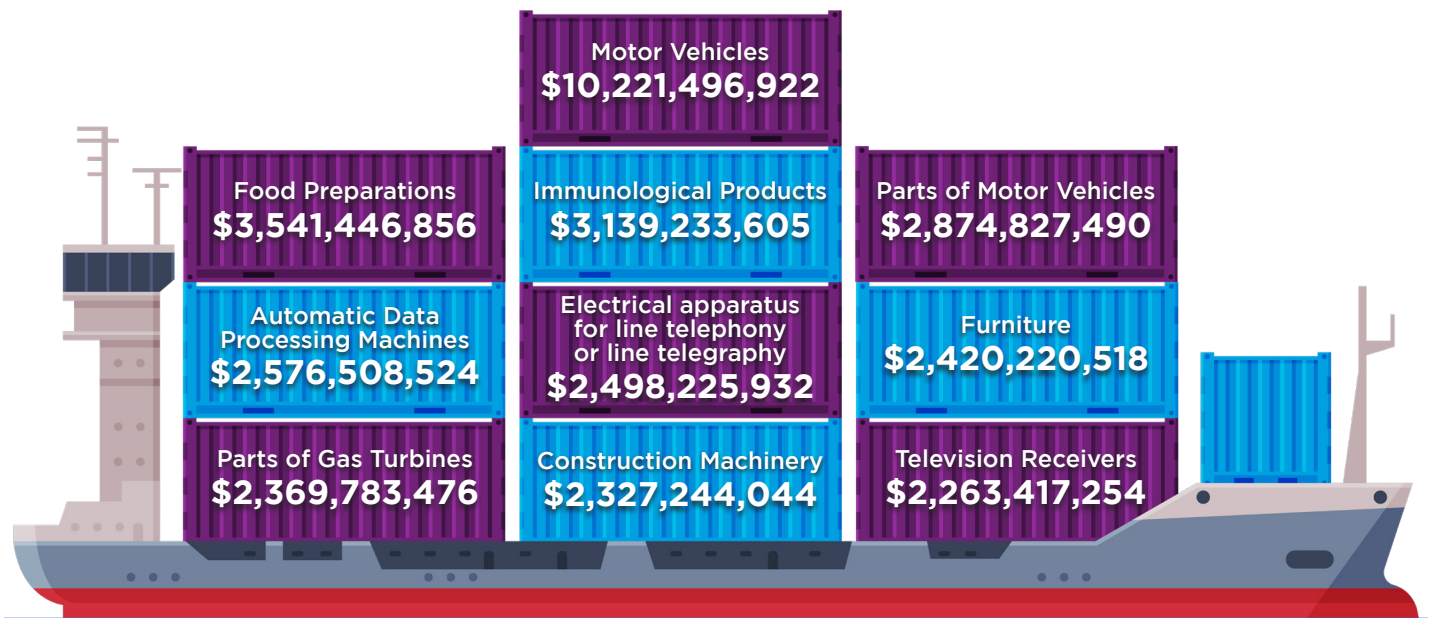 Motor Vehicles
$10,221,496,922
Food Preparations
$3,541,446,856
Immunological Products
$3,139,233,605
Parts of Motor Vehicles
$2,874,827,490
Automatic Data
Processing Machines
$2,576,508,524
Electrical apparatus
for line telephony
or line telegraphy
$2,498,225,932
Furniture
$2,420,220,518
Parts of Gas Turbines
$2,369,783,476
Construction Machinery
$2,327,244,044
Television Receivers
$2,263,417,254